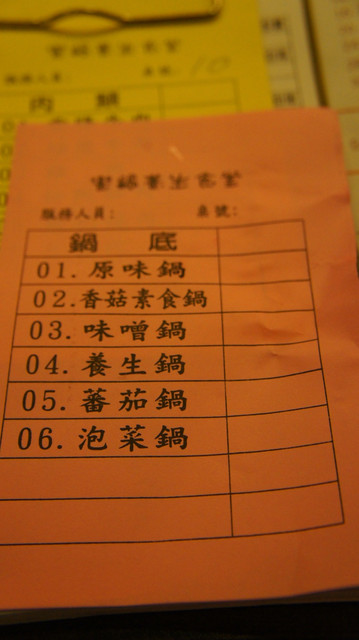 10
肉 類
服務人員： 桌號：
鍋 底
01. 原味鍋
02. 香菇素食鍋
03. 味噌鍋
04. 養生鍋
05. 蕃茄鍋
06. 泡菜鍋